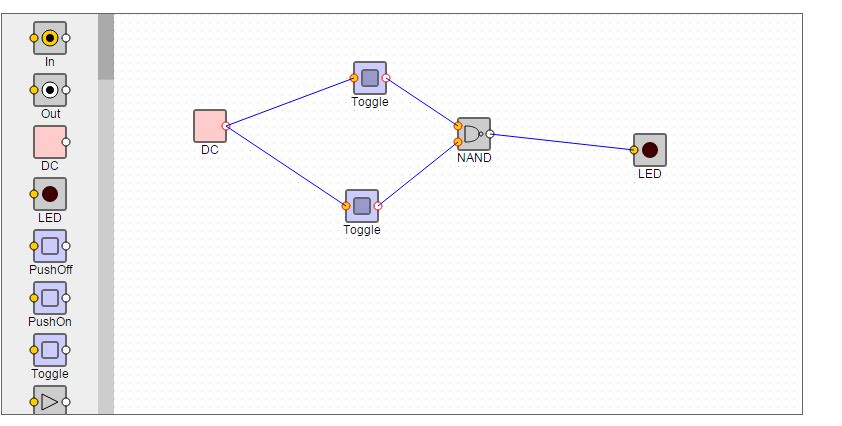 In
Out
DC
LED
PushOff
PushOn
Toggle
DC
Toggle
Toggle
NAND
LED